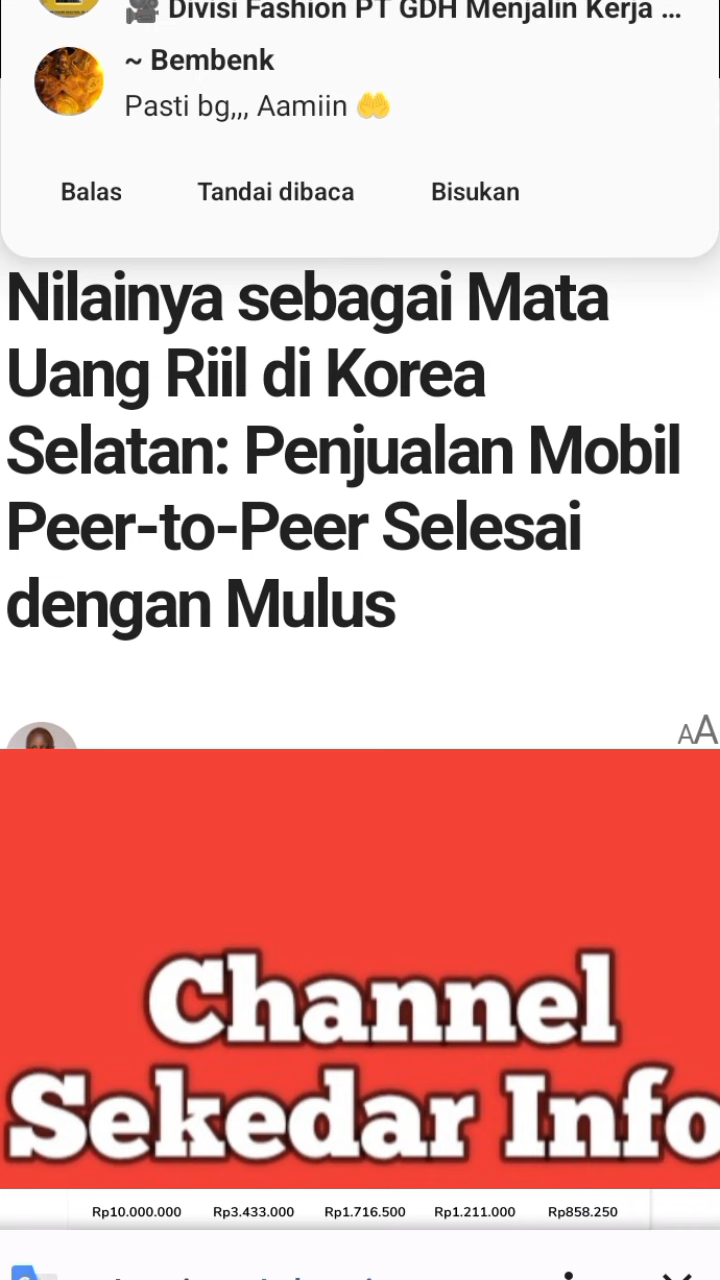 Divisi Fashion PT GDH Menjalin Kerja ...
~ Bembenk
Pasti bg,,, Aamiin 🤲
Balas Tandai dibaca Bisukan
Nilainya sebagai Mata
Uang Riil di Korea
Selatan: Penjualan Mobil
Peer-to-Peer Selesai
dengan Mulus
AA
Channel
Sekedar Info
Rp10.000.000 Rp3.433.000 Rp1.716.500 Rp1.211.000 Rp858.250